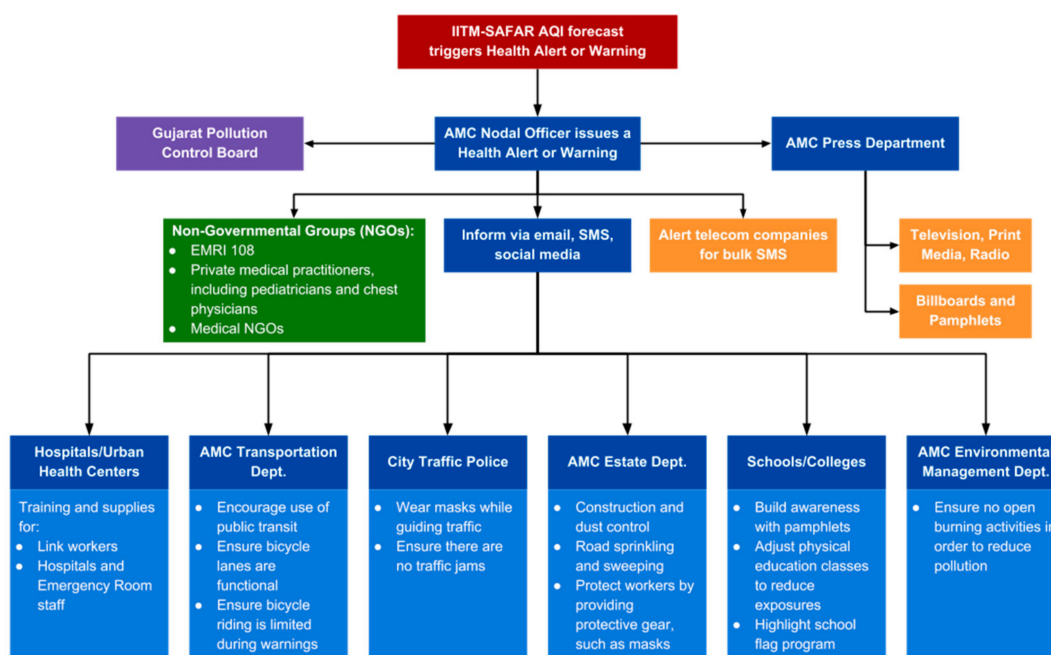 IITM-SAFAR AQI forecast
triggers Health Alert or Warning
Gujarat Pollution
Control Board
AMC Nodal Officer issues a
Health Alert or Warning
AMC Press Department
Non-Governmental Groups (NGOs):
● EMRI 108
● Private medical practitioners,
including pediatricians and chest
physicians
● Medical NGOs
Inform via email, SMS,
social media
Alert telecom companies
for bulk SMS
Television, Print
Media, Radio
Billboards and
Pamphlets
Hospitals/Urban
Health Centers
Training and supplies
for:
● Link workers
● Hospitals and
Emergency Room
staff
AMC Transportation
Dept.
● Encourage use of
public transit
● Ensure bicycle
lanes are
functional
● Ensure bicycle
riding is limited
during warnings
City Traffic Police
● Wear masks while
guiding traffic
● Ensure there are
no traffic jams
AMC Estate Dept.
● Construction and
dust control
● Road sprinkling
and sweeping
● Protect workers by
providing
protective gear,
such as masks
Schools/Colleges
● Build awareness
with pamphlets
● Adjust physical
education classes
to reduce
exposures
● Highlight school
flag program
AMC Environmental
Management Dept.
● Ensure no open
burning activities in
order to reduce
pollution